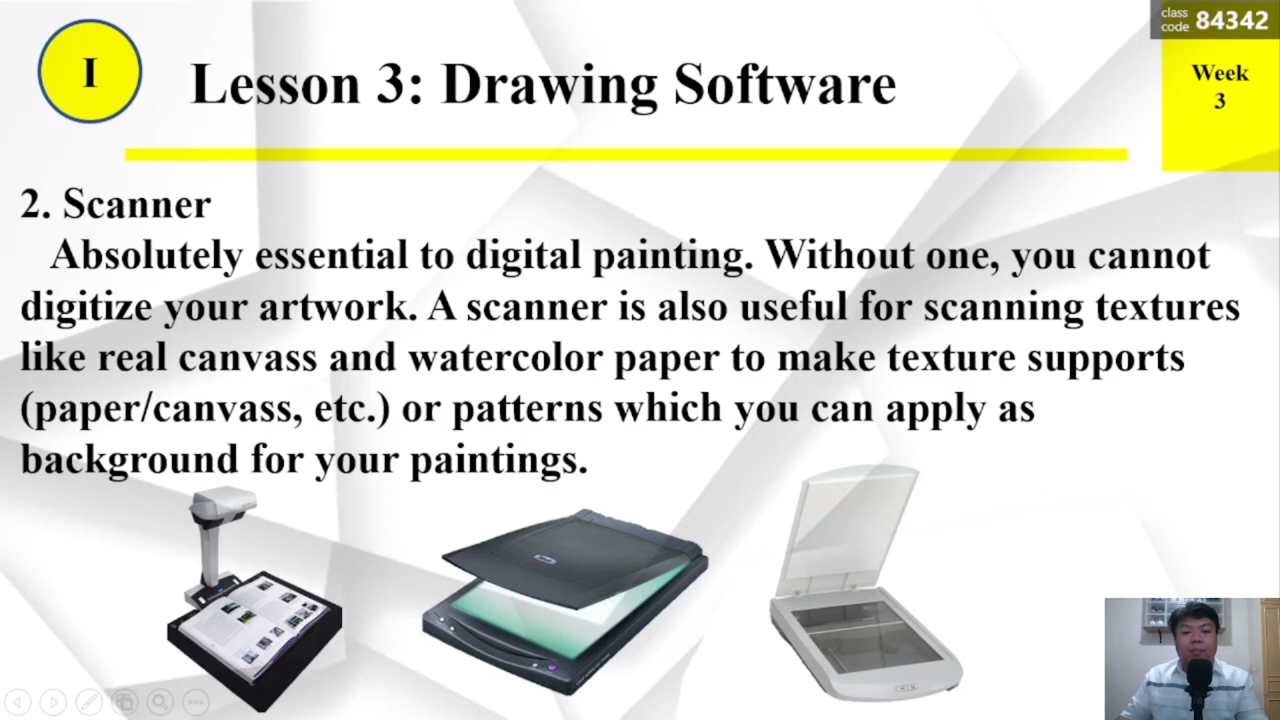 class
code 84342
I
Lesson 3: Drawing Software
Week
3
2. Scanner
Absolutely essential to digital painting. Without one, you cannot
digitize your artwork. A scanner is also useful for scanning textures
like real canvass and watercolor paper to make texture supports
(paper/canvass, etc.) or patterns which you can apply as
background for your paintings.